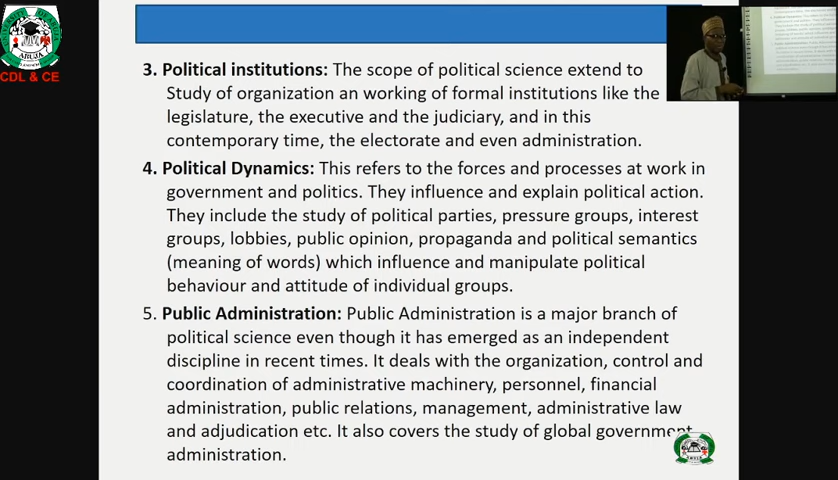 CDL & CE
3. Political institutions: The scope of political science extend to
Study of organization an working of formal institutions like the
legislature, the executive and the judiciary, and in this
contemporary time, the electorate and even administration.
4. Political Dynamics: This refers to the forces and processes at work in
government and politics. They influence and explain political action.
They include the study of political parties, pressure groups, interest
groups, lobbies, public opinion, propaganda and political semantics
(meaning of words) which influence and manipulate political
behaviour and attitude of individual groups.
5. Public Administration: Public Administration is a major branch of
political science even though it has emerged as an independent
discipline in recent times. It deals with the organization, control and
coordination of administrative machinery, personnel, financial
administration, public relations, management, administrative law
and adjudication etc. It also covers the study of global government
administration.